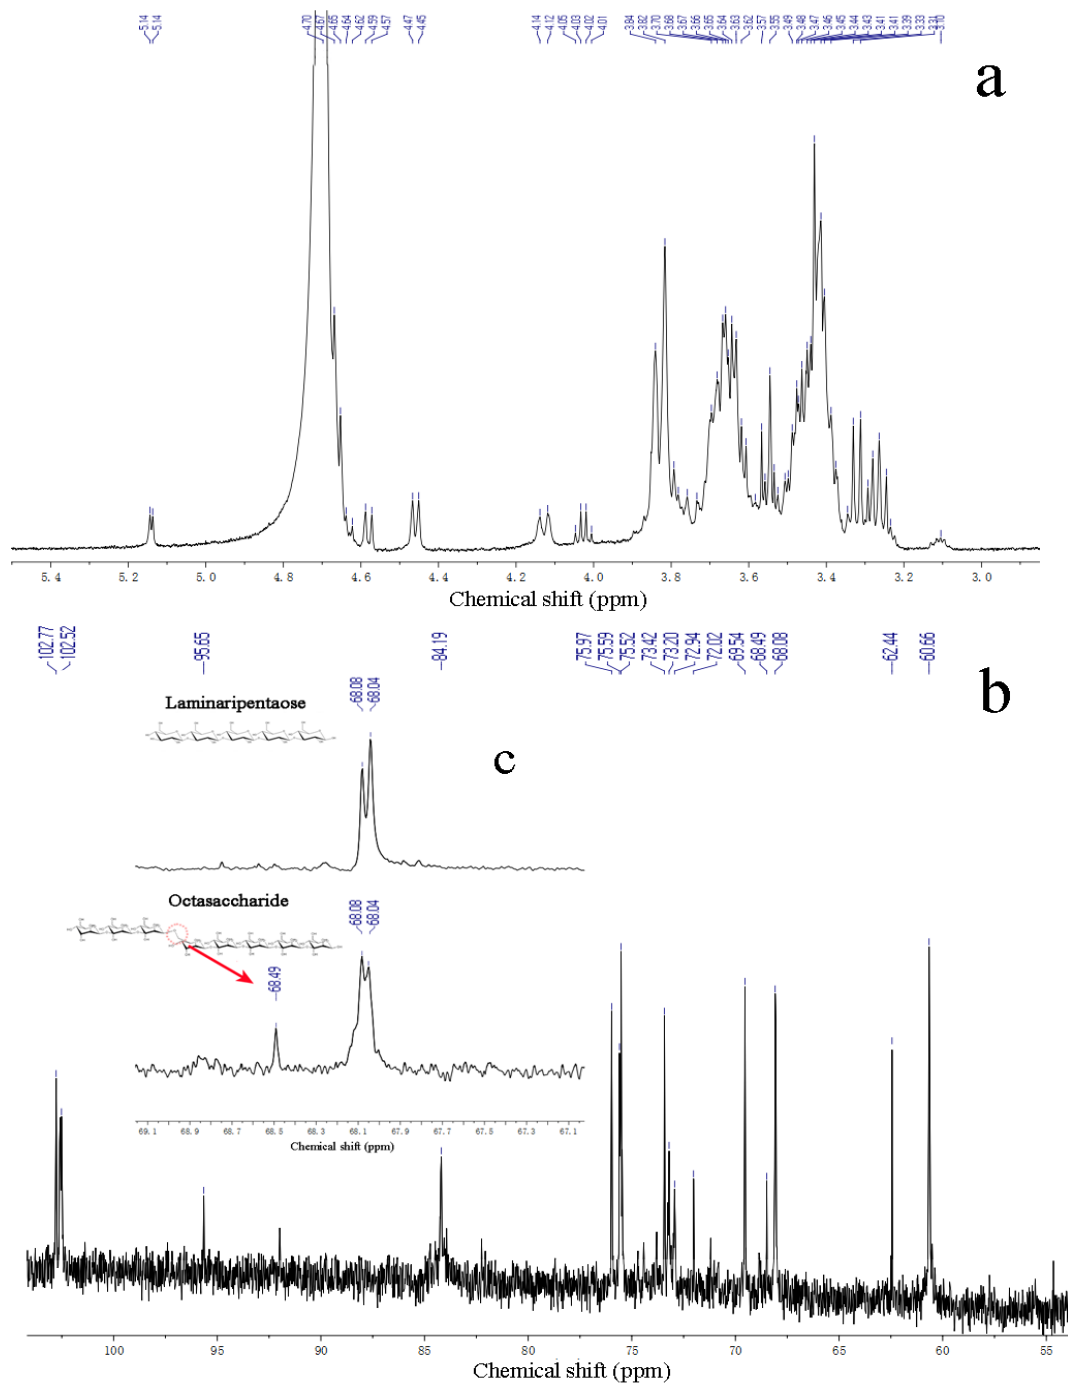 5.14 5.14 4.70 4.67 4.65 4.64 4.62 4.59 4.57 4.47 4.45 4.14 4.12 4.05 4.03 4.02 4.01 3.84 3.82 3.70 3.68 3.67 3.66 3.65 3.64 3.63 3.62 3.57 3.55 3.49 3.48 3.47 3.46 3.45 3.44 3.43 3.41 3.41 3.39 3.33 3.31 3.10
a
5.4 5.2 5.0 4.8 4.6 4.4 4.2 4.0 3.8 3.6 3.4 3.2 3.0
Chemical shift (ppm)
102.77 102.52 95.65 84.19 75.97 75.59 75.52 73.42 73.20 72.94 72.02 69.54 68.49 68.08 62.44 60.66
b
Laminaripentaose
68.08 68.04
c
Octasaccharide
68.08 68.04
68.49
69.1 68.9 68.7 68.5 68.3 68.1 67.9 67.7 67.5 67.3 67.1
Chemical shift (ppm)
100 95 90 85 80 75 70 65 60 55
Chemical shift (ppm)